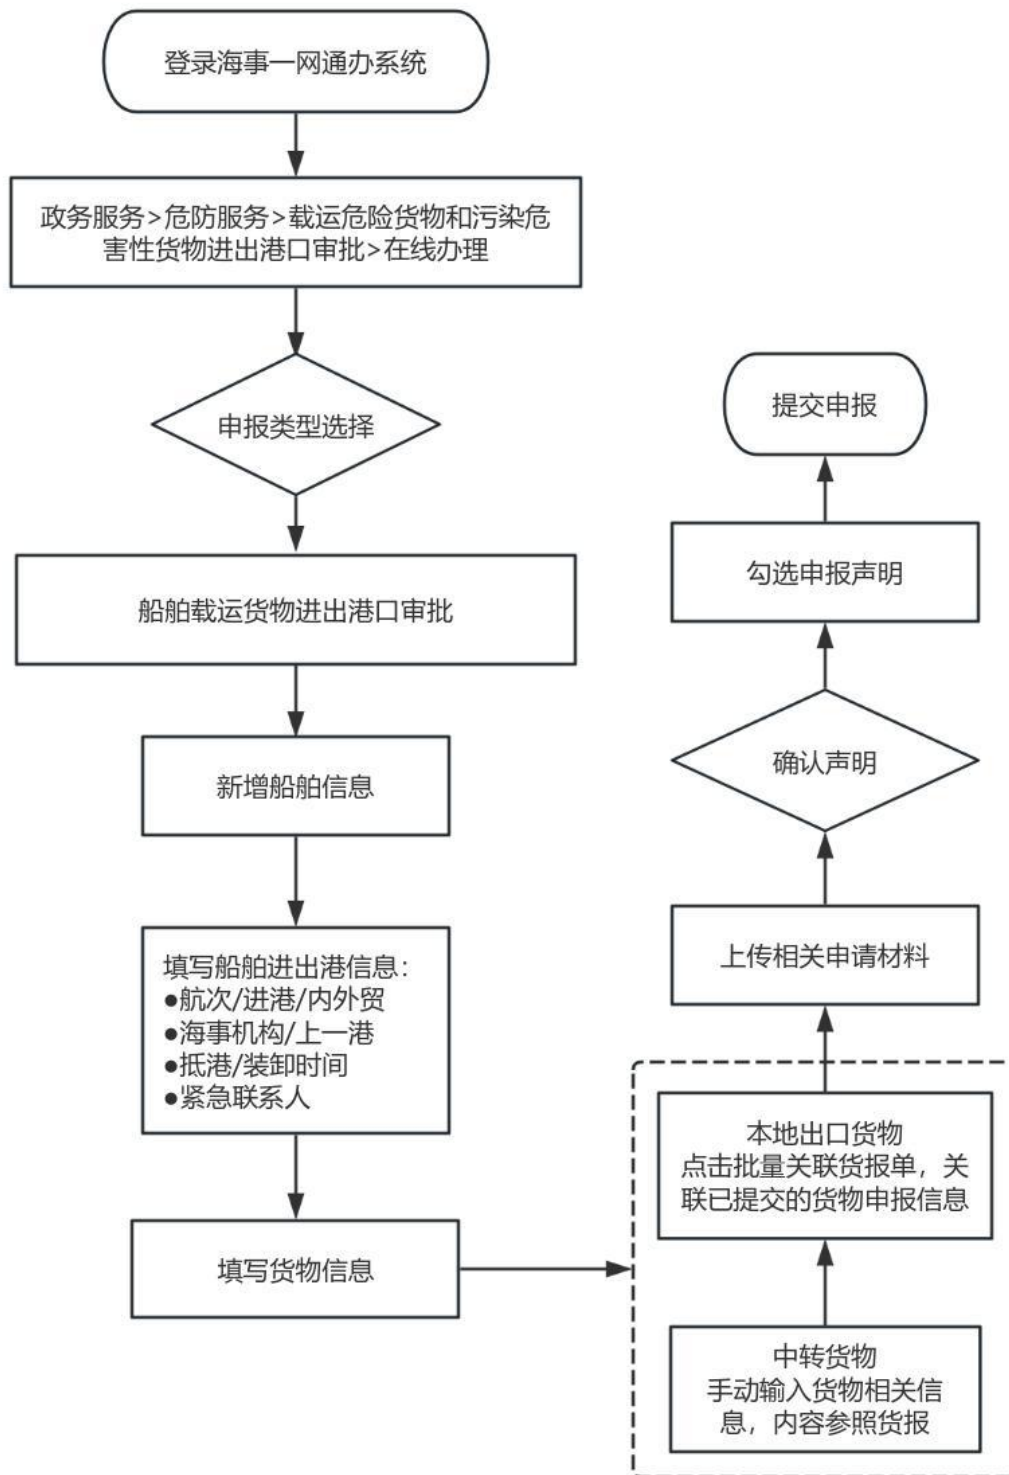 登录海事一网通办系统
政务服务>危防服务>载运危险货物和污染危
害性货物进出港口审批>在线办理
申报类型选择
船舶载运货物进出港口审批
新增船舶信息
填写船舶进出港信息：
●航次/进港/内外贸
●海事机构/上一港
●抵港/装卸时间
●紧急联系人
填写货物信息
中转货物
手动输入货物相关信
息，内容参照货报
本地出口货物
点击批量关联货报单，关
联已提交的货物申报信息
上传相关申请材料
确认声明
勾选申报声明
提交申报